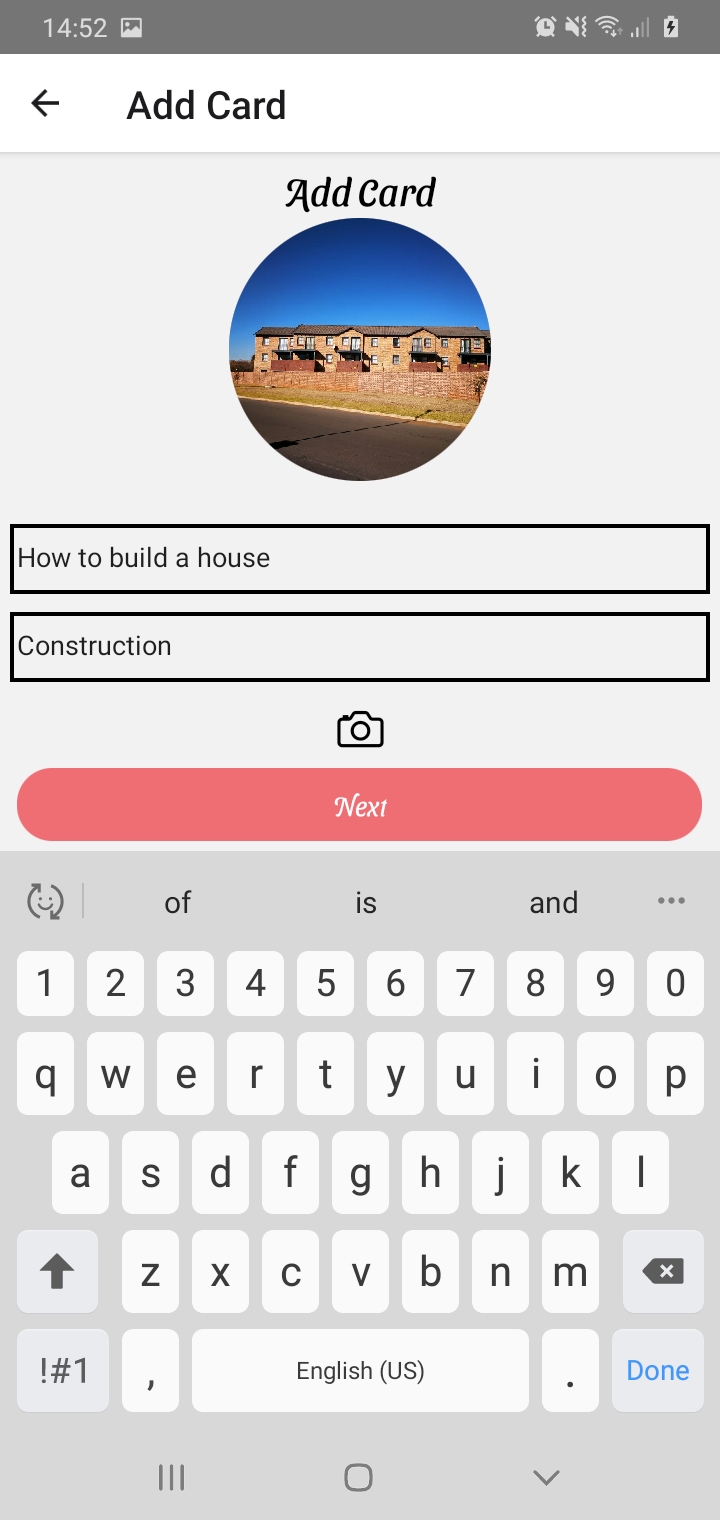 14:52
Add Card
Add Card
How to build a house
Construction
Next
of is and
1 2 3 4 5 6 7 8 9 0
q w e r t y u i o p
a s d f g h j k l
z x c v b n m
!#1 , English (US) . Done